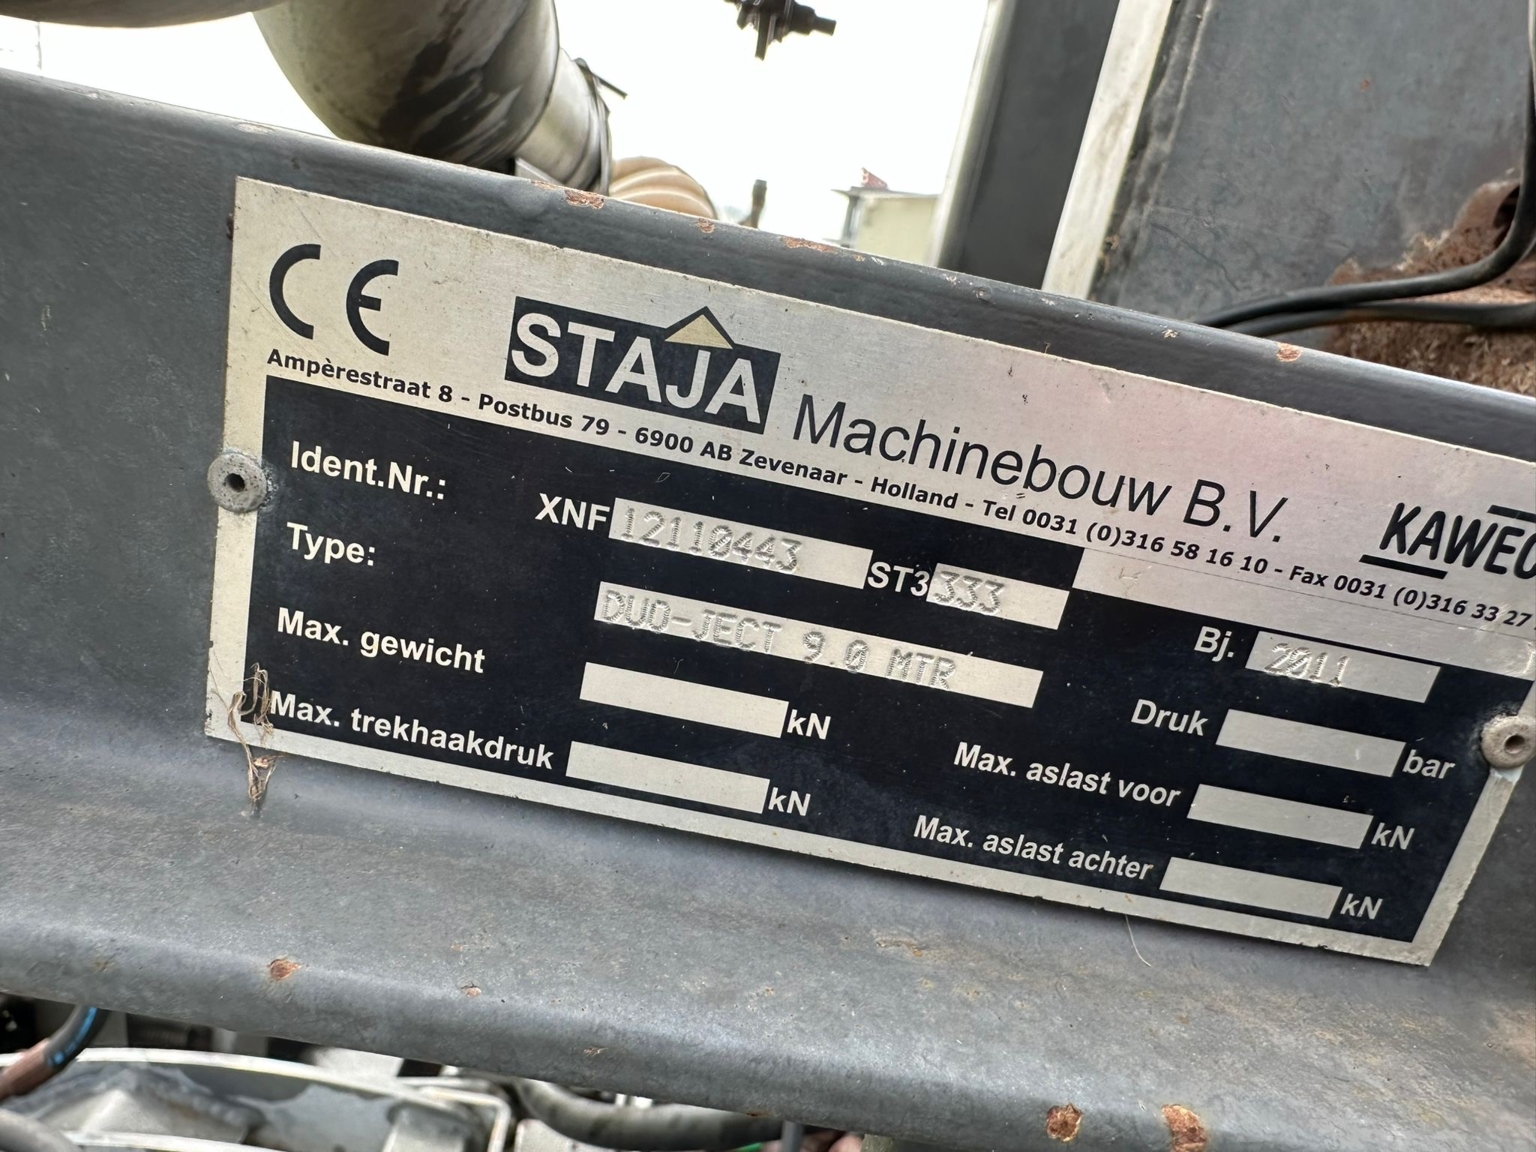 CE STAJA Machinebouw B.V. KAWECO
Ampèrestraat 8 - Postbus 79 - 6900 AB Zevenaar - Holland - Tel 0031 (0)316 58 16 10 - Fax 0031 (0)316 33 27
Ident.Nr.: XNF 12110443 ST3 333 Bj. 2011
Type: DUO-JECT 9.0 MTR Druk bar
Max. gewicht kN Max. aslast voor kN
Max. trekhaakdruk kN Max. aslast achter kN